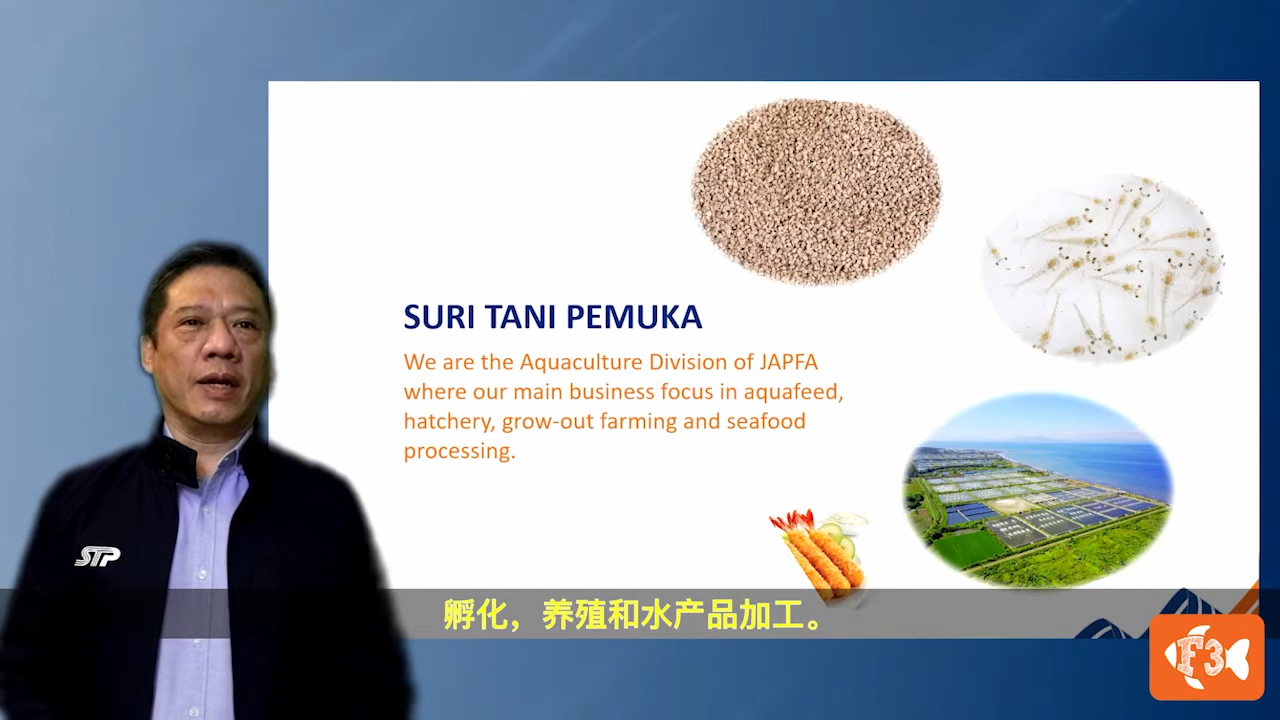 SURI TANI PEMUKA
We are the Aquaculture Division of JAPFA
where our main business focus in aquafeed,
hatchery, grow-out farming and seafood
processing.
STP
孵化，养殖和水产品加工。
F3